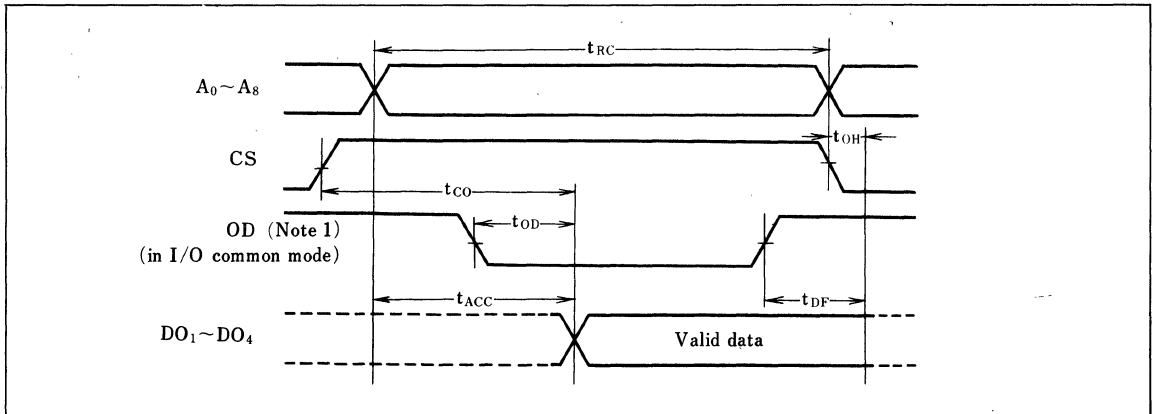 tRC
A0~A8
tOH
CS
tCO
OD (Note 1)
tOD
(in I/O common mode)
tACC
tDF
DO1~DO4
Valid data